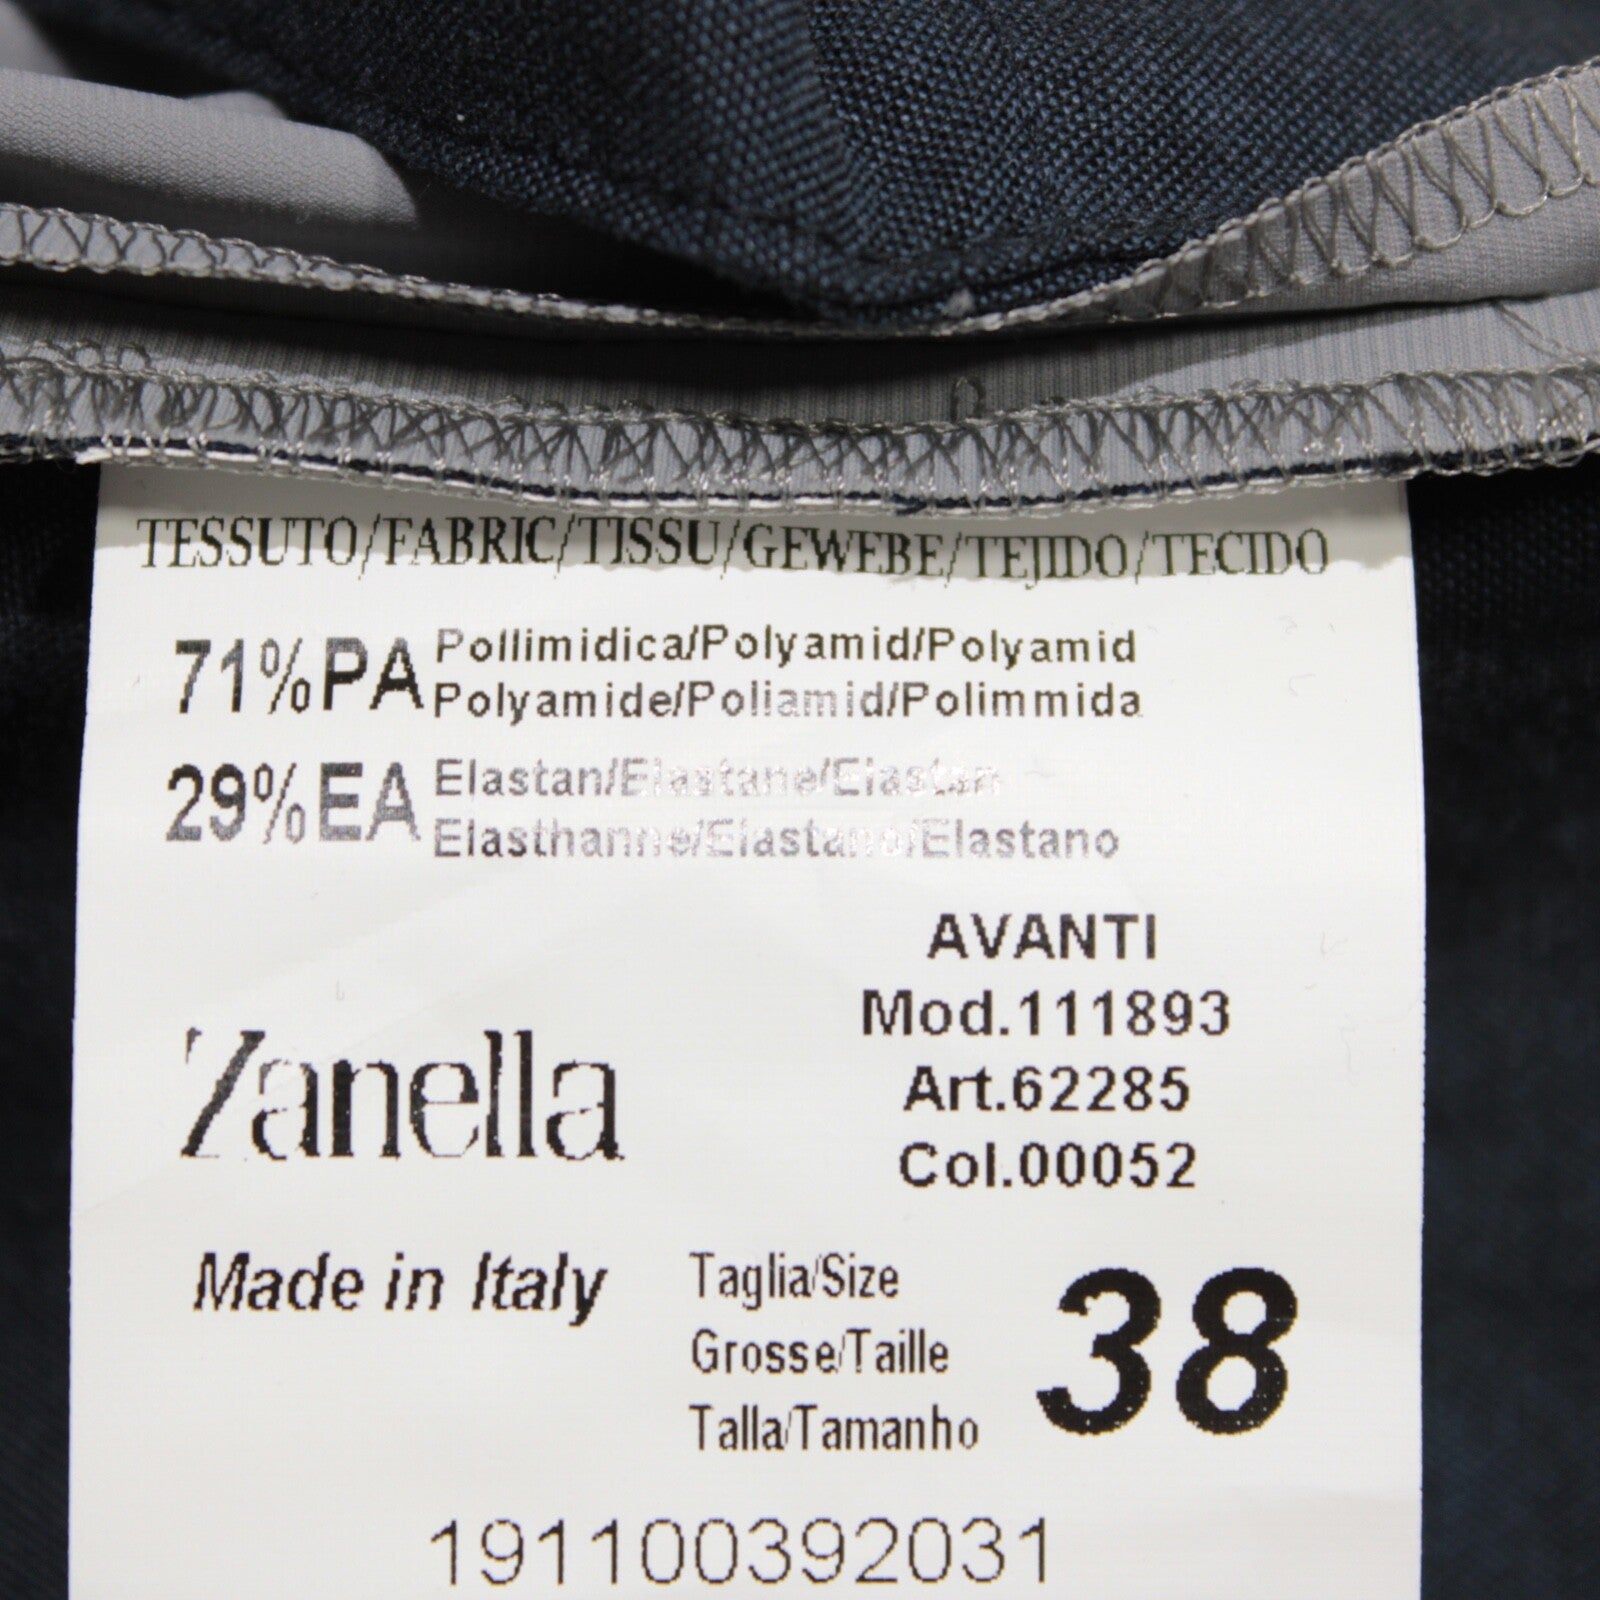 TESSUTO/FABRIC/TISSU/GEWEBE/TEJIDO/TECIDO
71%PA Pollimidica/Polyamid/Polyamid
Polyamide/Poliamid/Polimmida
29%EA Elastan/Elastane/Elastan
Elasthanne/Elastano/Elastano
AVANTI
Mod.111893
Art.62285
Col.00052
Zanella
Made in Italy
Taglia/Size
Grosse/Taille
Talla/Tamanho
38
191100392031